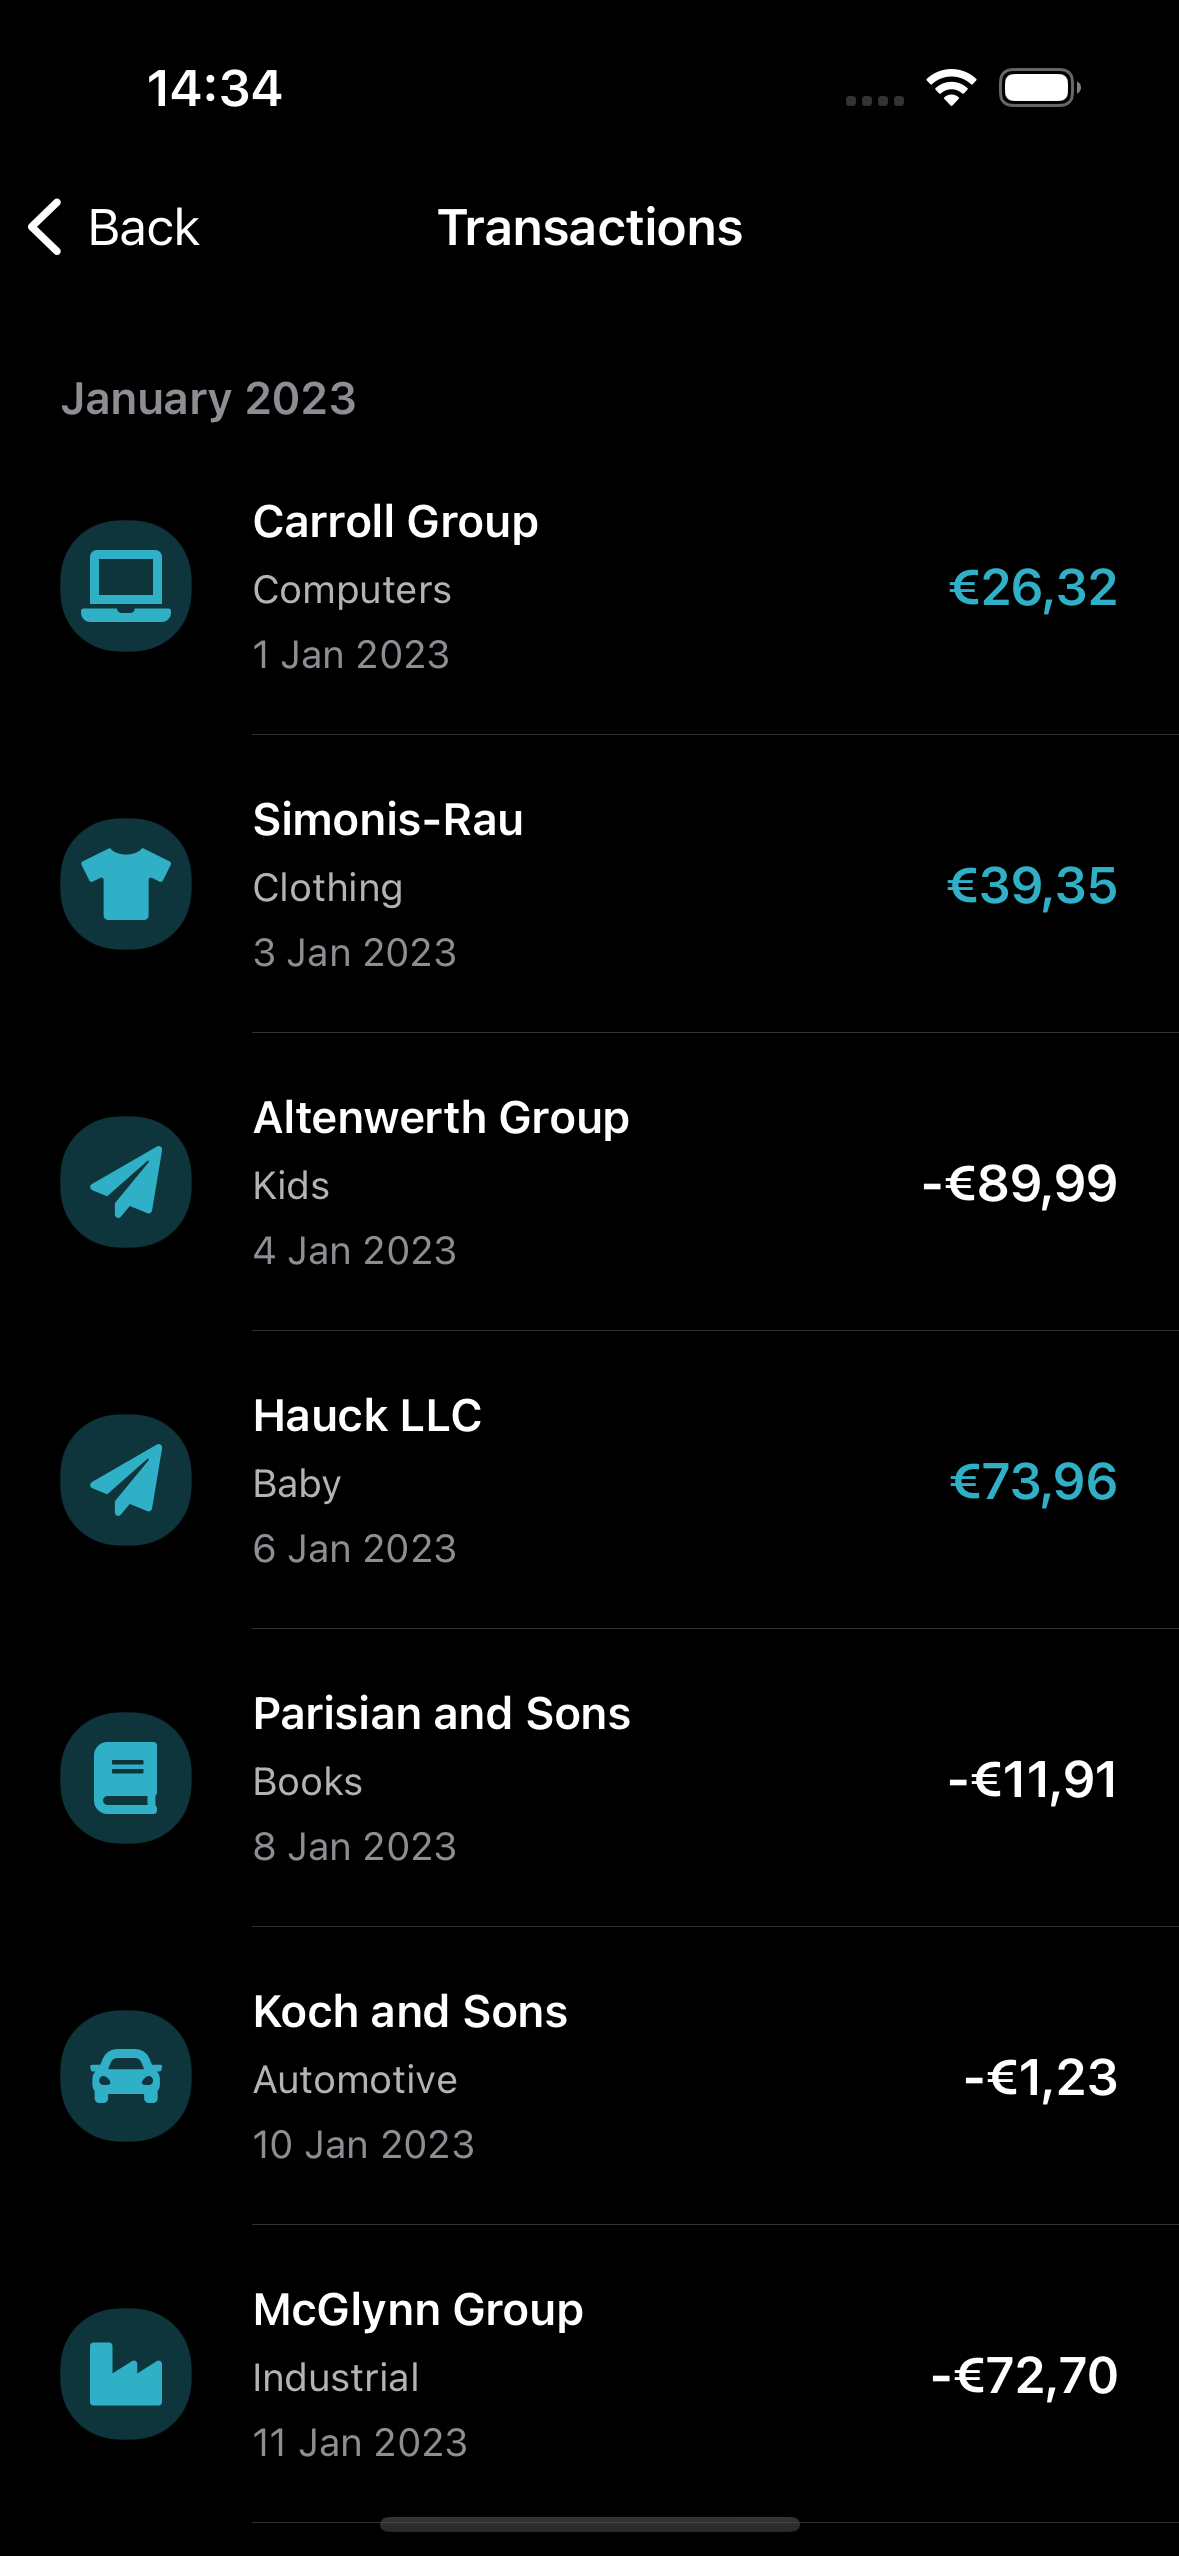 14:34
Back
Transactions
January 2023
Carroll Group
Computers
€26,32
1 Jan 2023
Simonis-Rau
Clothing
€39,35
3 Jan 2023
Altenwerth Group
Kids
-€89,99
4 Jan 2023
Hauck LLC
Baby
€73,96
6 Jan 2023
Parisian and Sons
Books
-€11,91
8 Jan 2023
Koch and Sons
Automotive
-€1,23
10 Jan 2023
McGlynn Group
Industrial
-€72,70
11 Jan 2023